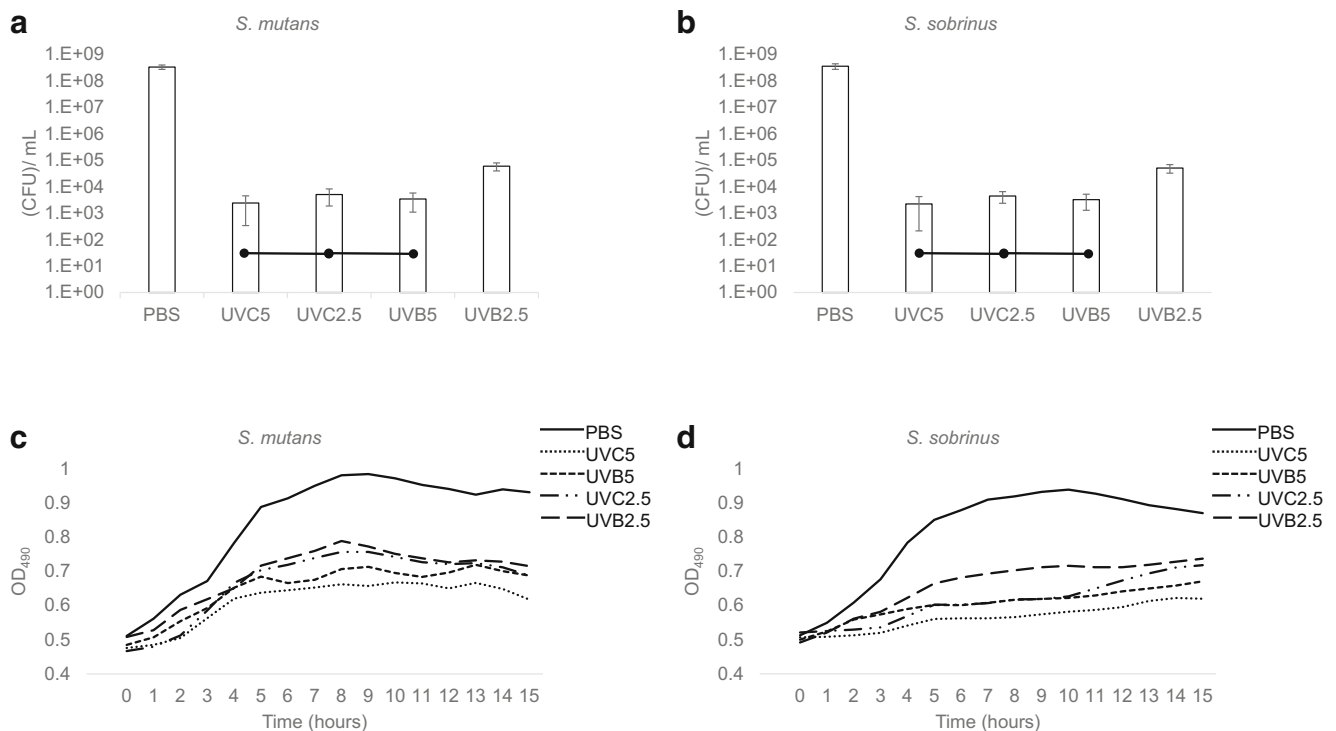 a
S. mutans
1.E+09
1.E+08
1.E+07
1.E+06
1.E+05
1.E+04
1.E+03
1.E+02
1.E+01
1.E+00
(CFU)/ mL
PBS UVC5 UVC2.5 UVB5 UVB2.5
b
S. sobrinus
1.E+09
1.E+08
1.E+07
1.E+06
1.E+05
1.E+04
1.E+03
1.E+02
1.E+01
1.E+00
(CFU)/ mL
PBS UVC5 UVC2.5 UVB5 UVB2.5
c
S. mutans
PBS
UVC5
UVB5
UVC2.5
UVB2.5
1
0.9
0.8
0.7
0.6
0.5
0.4
OD490
0 1 2 3 4 5 6 7 8 9 10 11 12 13 14 15
Time (hours)
d
S. sobrinus
PBS
UVC5
UVB5
UVC2.5
UVB2.5
1
0.9
0.8
0.7
0.6
0.5
0.4
OD490
0 1 2 3 4 5 6 7 8 9 10 11 12 13 14 15
Time (hours)